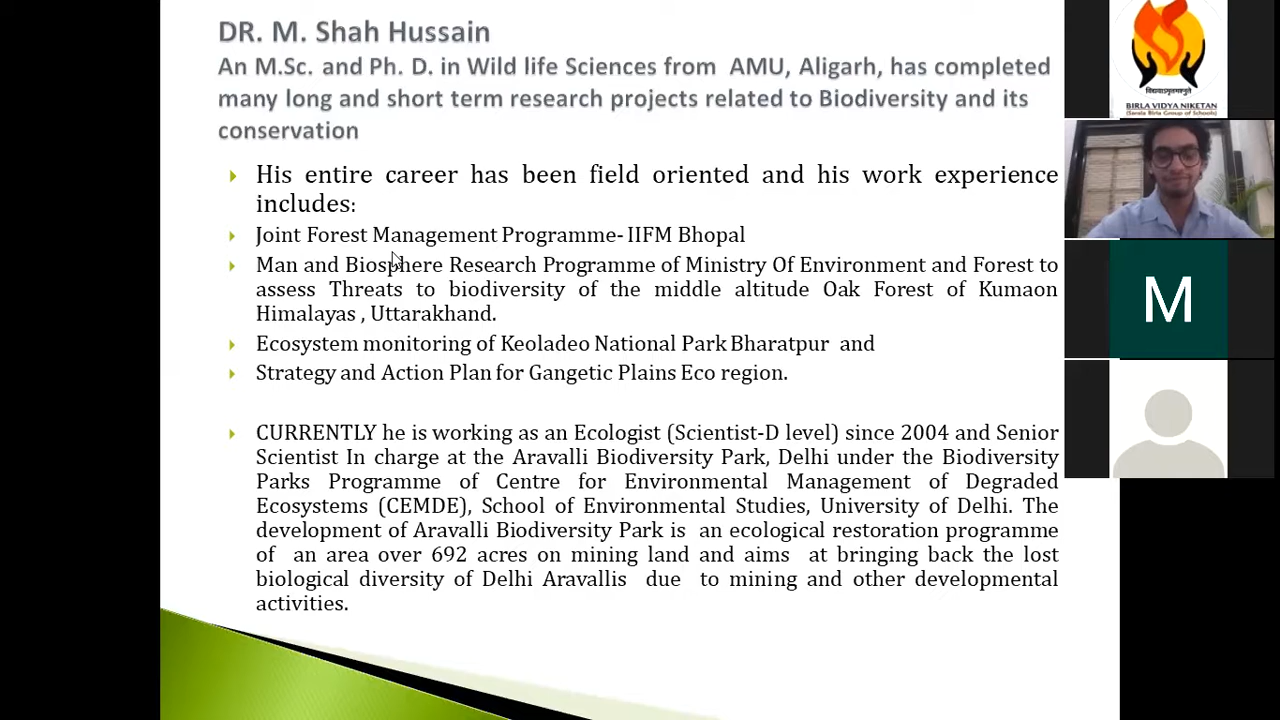 DR. M. Shah Hussain
An M.Sc. and Ph. D. in Wild life Sciences from AMU, Aligarh, has completed
many long and short term research projects related to Biodiversity and its
conservation
His entire career has been field oriented and his work experience
includes:
Joint Forest Management Programme- IIFM Bhopal
Man and Biosphere Research Programme of Ministry Of Environment and Forest to
assess Threats to biodiversity of the middle altitude Oak Forest of Kumaon
Himalayas , Uttarakhand.
Ecosystem monitoring of Keoladeo National Park Bharatpur and
Strategy and Action Plan for Gangetic Plains Eco region.
CURRENTLY he is working as an Ecologist (Scientist-D level) since 2004 and Senior
Scientist In charge at the Aravalli Biodiversity Park, Delhi under the Biodiversity
Parks Programme of Centre for Environmental Management of Degraded
Ecosystems (CEMDE), School of Environmental Studies, University of Delhi. The
development of Aravalli Biodiversity Park is an ecological restoration programme
of an area over 692 acres on mining land and aims at bringing back the lost
biological diversity of Delhi Aravallis due to mining and other developmental
activities.
BIRLA VIDYA NIKETAN
(Sarala Birla Group of Schools)
M